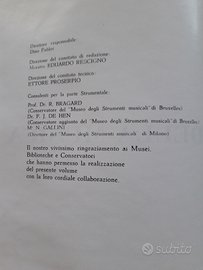 Direttore responsabile
Dino Fabbri
Direttore del comitato di redazione:
Maestro EDUARDO RESCIGNO
Direttore del comitato tecnico:
ETTORE PROSERPIO
Consulenti per la parte Strumentale:
Prof. Dr. R. BRAGARD
(Conservatore del "Museo degli Strumenti musicali" di Bruxelles)
Dr. F. J. DE HEN
(Conservatore aggiunto del "Museo degli Strumenti musicali" di Bruxelles)
M.° N. GALLINI
(Direttore del "Museo degli Strumenti musicali" di Milano)
Il nostro vivissimo ringraziamento ai Musei,
Biblioteche e Conservatori
che hanno permesso la realizzazione
del presente volume
con la loro cordiale collaborazione.
subito